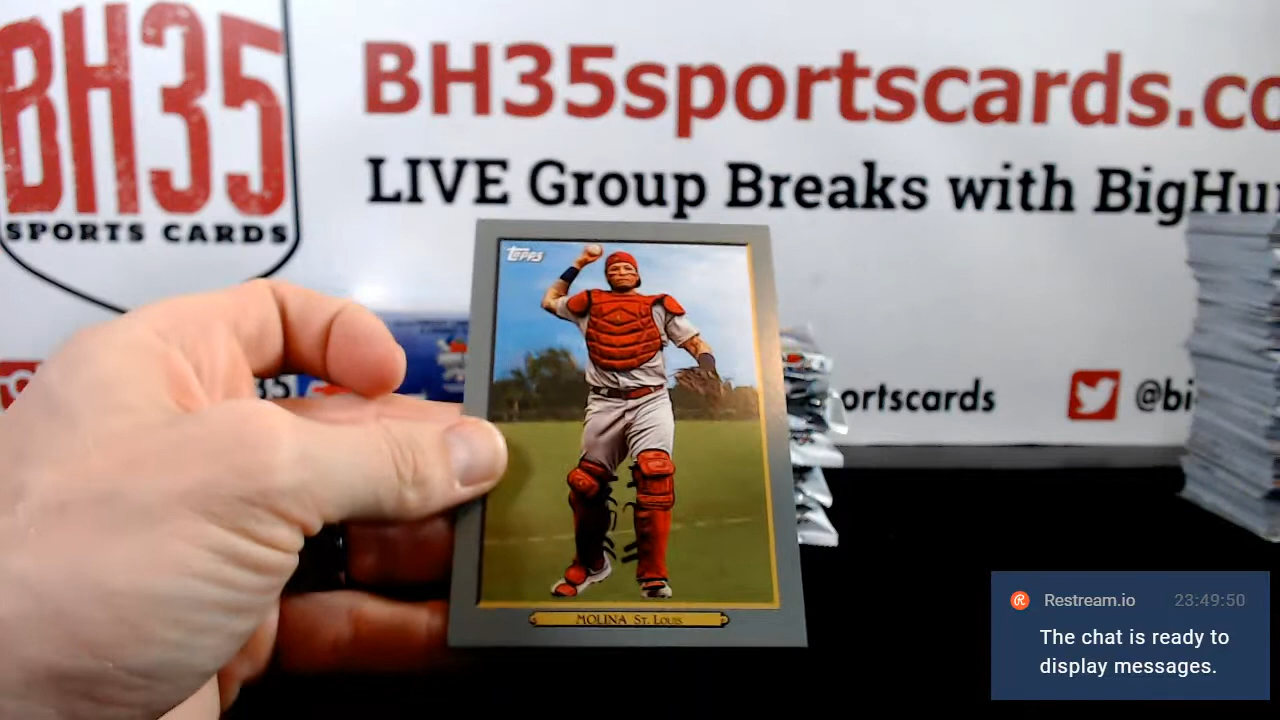 BH35
SPORTS CARDS
BH35sportscards.co
LIVE Group Breaks with BigHu
TOPPS
MOLINA ST. LOUIS
35
ortscards
@bi
Restream.io 23:49:50
The chat is ready to
display messages.